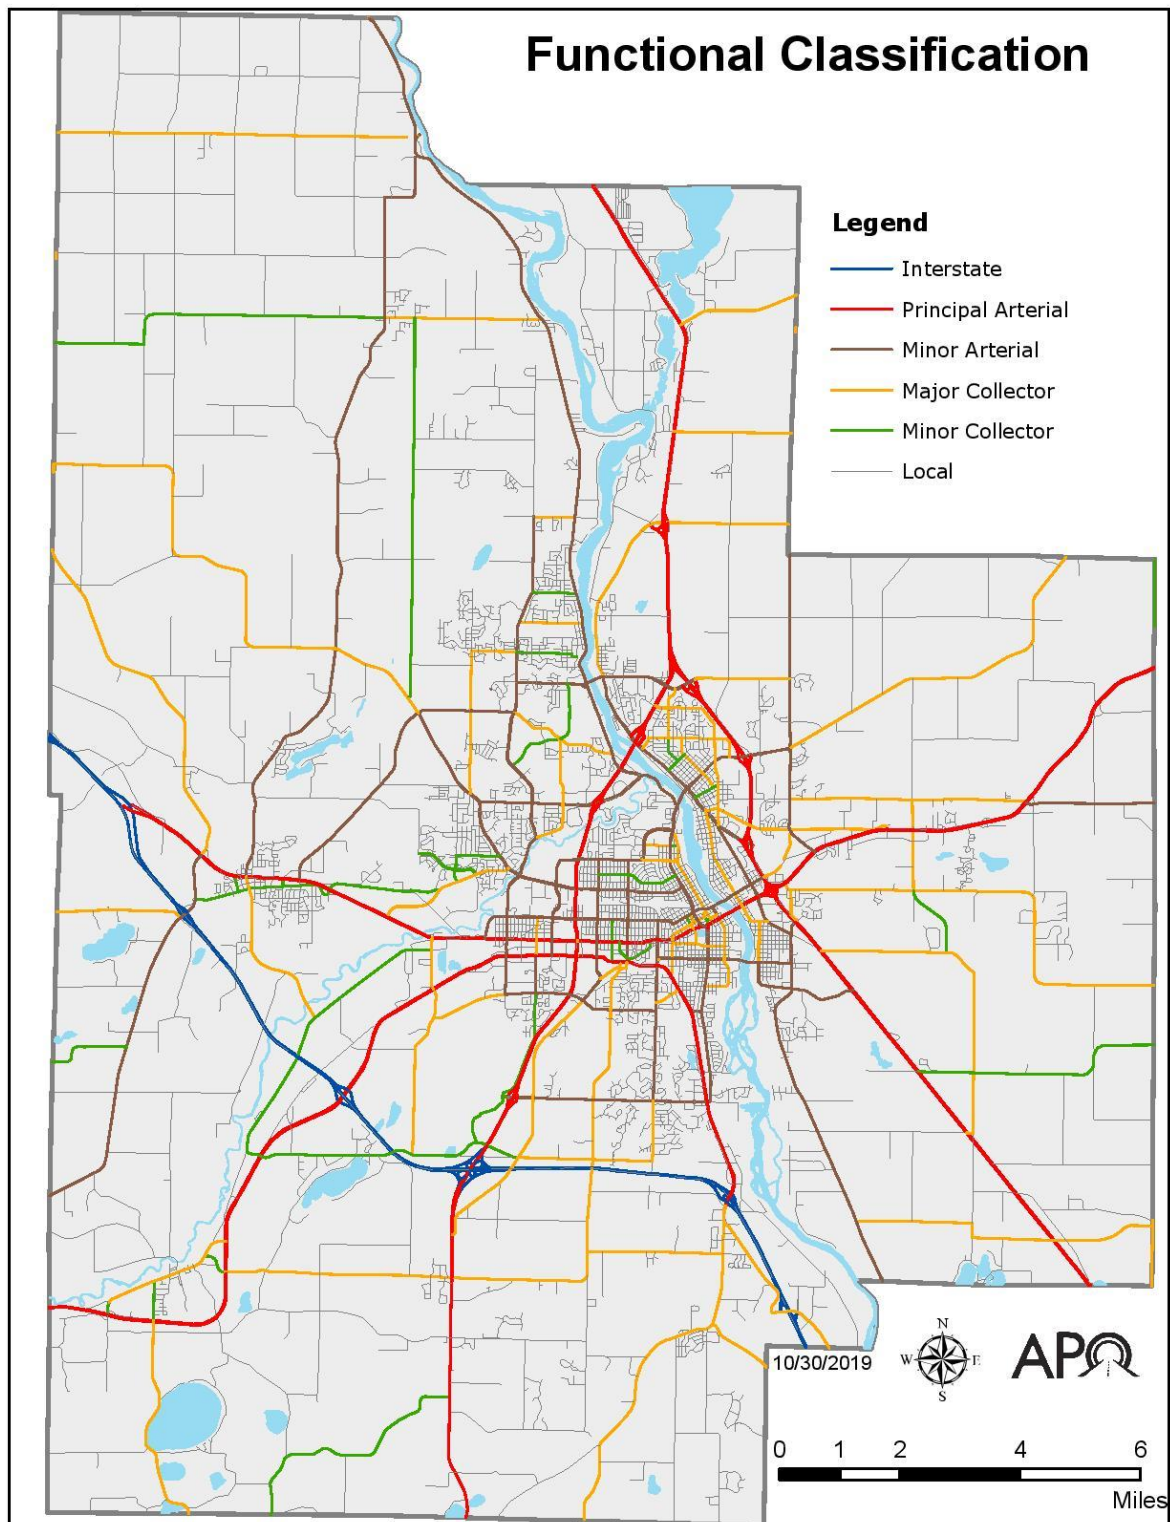 Functional Classification
Legend
Interstate
Principal Arterial
Minor Arterial
Major Collector
Minor Collector
Local
N
W E
S
10/30/2019
APO
0 1 2 4 6
Miles